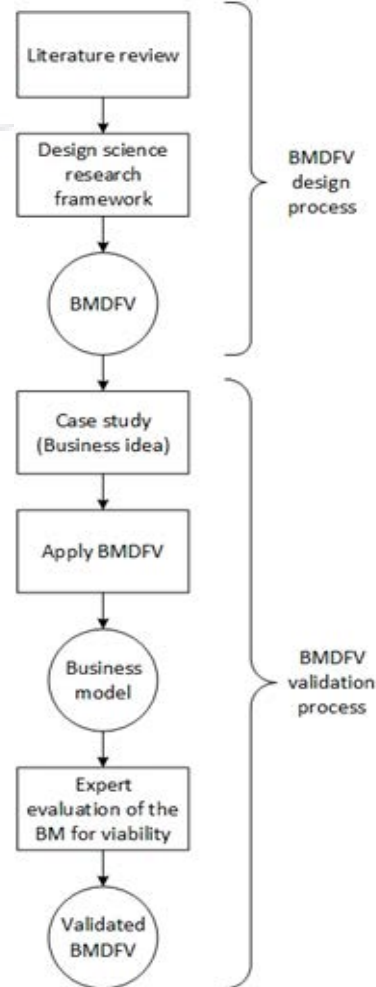 Literature review
Design science
research
framework
BMDFV
BMDFV
design
process
Case study
(Business idea)
Apply BMDFV
Business
model
Expert
evaluation of the
BM for viability
Validated
BMDFV
BMDFV
validation
process